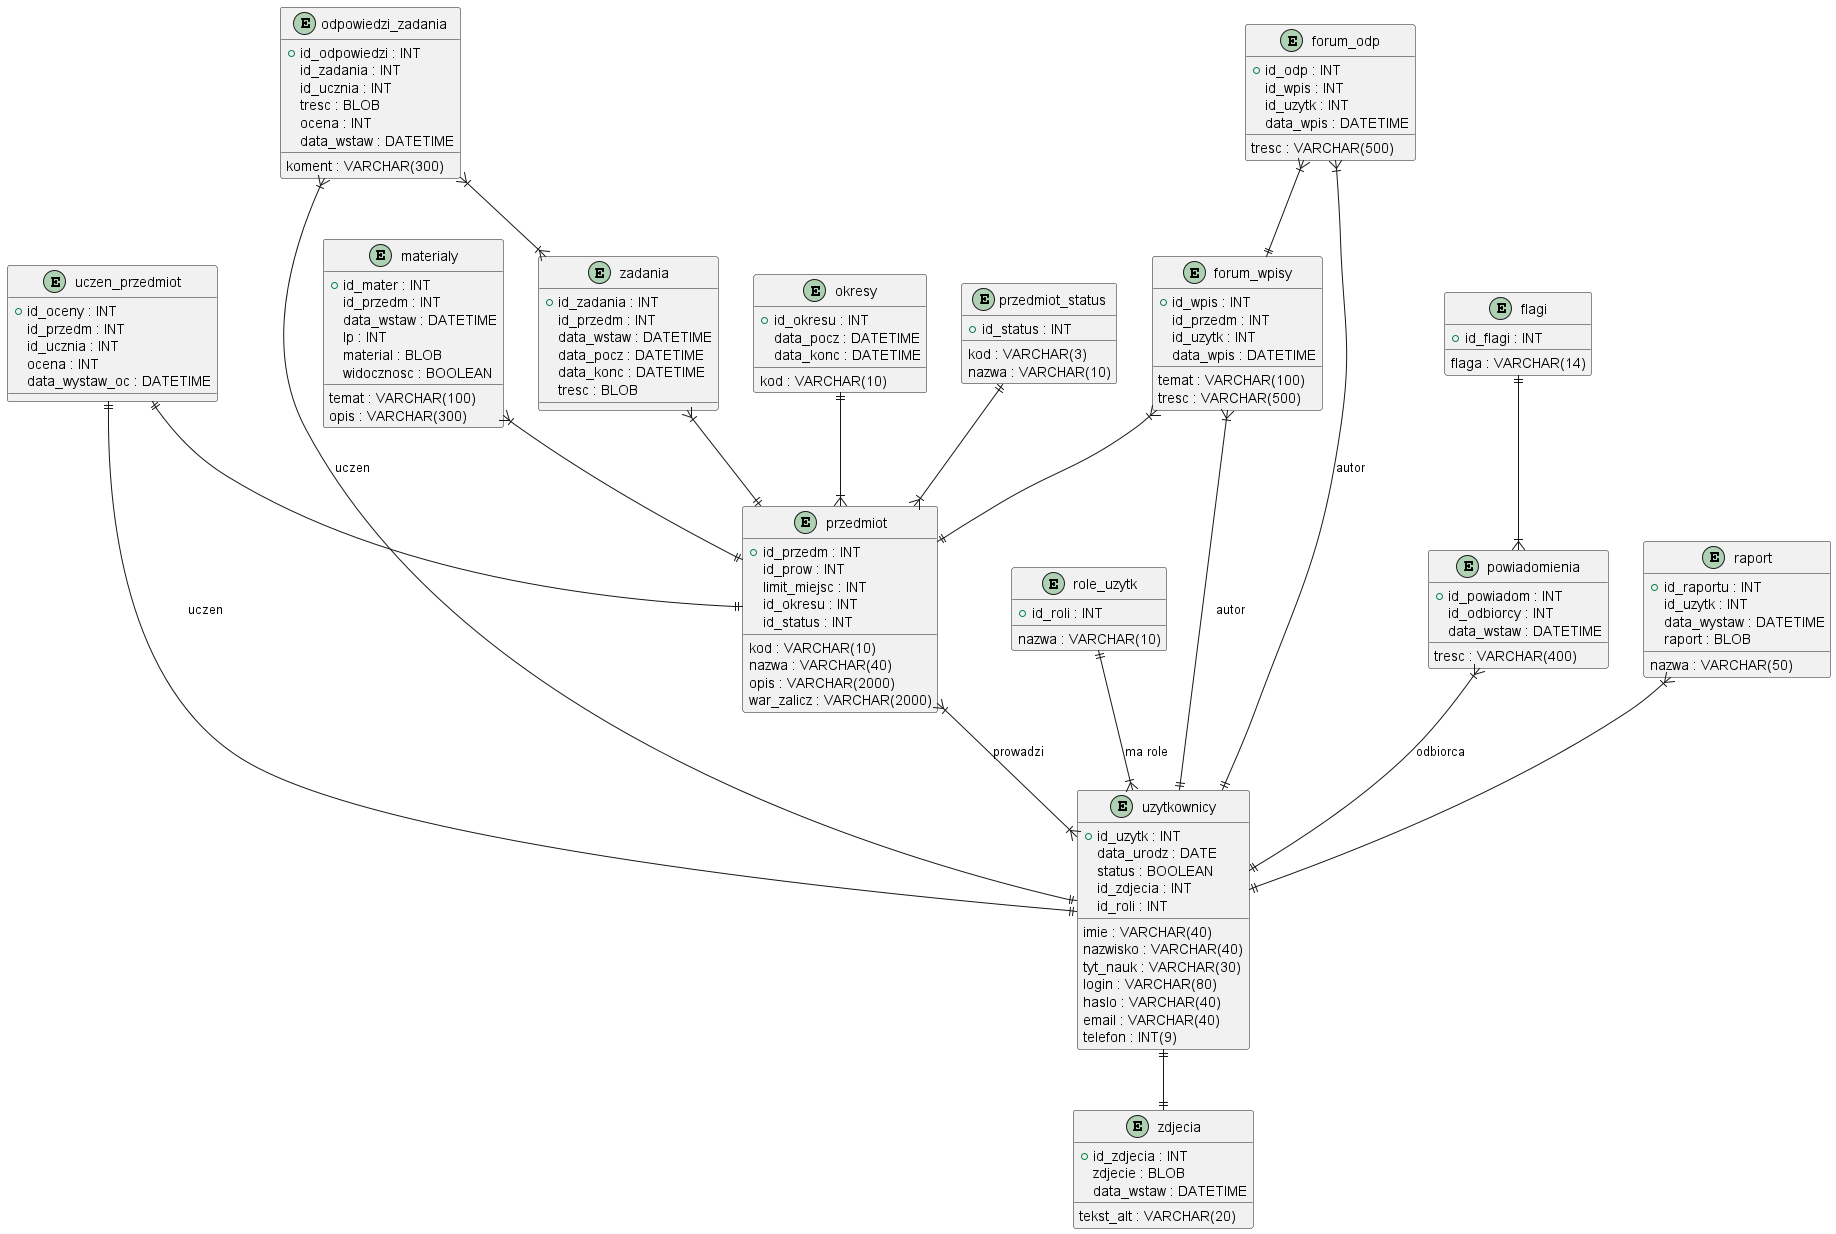 E odpowiedzi_zadania
id_odpowiedzi : INT
id_zadania : INT
id_ucznia : INT
tresc : BLOB
ocena : INT
data_wstaw : DATETIME
koment : VARCHAR(300)
E forum_odp
id_odp : INT
id_wpis : INT
id_uzytk : INT
data_wpis : DATETIME
tresc : VARCHAR(500)
E uczen_przedmiot
id_oceny : INT
id_przedm : INT
id_ucznia : INT
ocena : INT
data_wystaw_oc : DATETIME
E materialy
id_mater : INT
id_przedm : INT
data_wstaw : DATETIME
lp : INT
material : BLOB
widocznosc : BOOLEAN
temat : VARCHAR(100)
opis : VARCHAR(300)
E zadania
id_zadania : INT
id_przedm : INT
data_wstaw : DATETIME
data_pocz : DATETIME
data_konc : DATETIME
tresc : BLOB
E okresy
id_okresu : INT
data_pocz : DATETIME
data_konc : DATETIME
kod : VARCHAR(10)
E przedmiot_status
id_status : INT
kod : VARCHAR(3)
nazwa : VARCHAR(10)
E forum_wpisy
id_wpis : INT
id_przedm : INT
id_uzytk : INT
data_wpis : DATETIME
temat : VARCHAR(100)
tresc : VARCHAR(500)
E flagi
id_flagi : INT
flaga : VARCHAR(14)
uczen
autor
E przedmiot
id_przedm : INT
id_prow : INT
limit_miejsc : INT
id_okresu : INT
id_status : INT
kod : VARCHAR(10)
nazwa : VARCHAR(40)
opis : VARCHAR(2000)
war_zalicz : VARCHAR(2000)
E role_uzytk
id_roli : INT
nazwa : VARCHAR(10)
E powiadomienia
id_powiadom : INT
id_odbiorcy : INT
data_wstaw : DATETIME
tresc : VARCHAR(400)
E raport
id_raportu : INT
id_uzytk : INT
data_wystaw : DATETIME
raport : BLOB
nazwa : VARCHAR(50)
uczen
autor
prowadzi
ma role
odbiorca
E uzytkownicy
id_uzytk : INT
data_urodz : DATE
status : BOOLEAN
id_zdjecia : INT
id_roli : INT
imie : VARCHAR(40)
nazwisko : VARCHAR(40)
tyt_nauk : VARCHAR(30)
login : VARCHAR(80)
haslo : VARCHAR(40)
email : VARCHAR(40)
telefon : INT(9)
E zdjecia
id_zdjecia : INT
zdjecie : BLOB
data_wstaw : DATETIME
tekst_alt : VARCHAR(20)